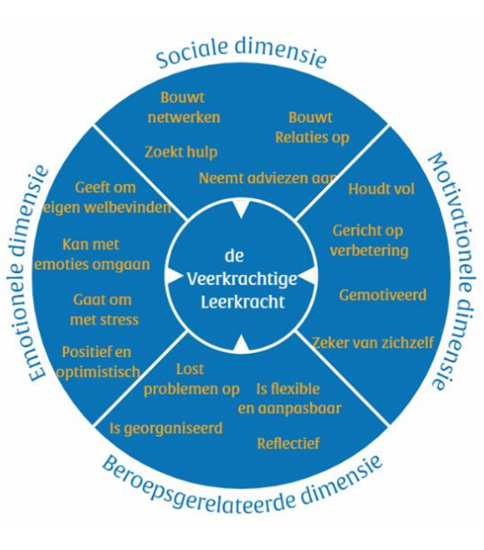 Sociale dimensie
Bouwt
netwerken
Bouwt
Relaties op
Zoekt hulp
Neemt adviezen aan
Motivationele dimensie
Houdt vol
Gericht op
verbetering
Gemotiveerd
Zeker van zichzelf
Beroepsgerelateerde dimensie
Lost
problemen op
Is flexible
en aanpasbaar
Is georganiseerd
Reflectief
Emotionele dimensie
Geeft om
eigen welbevinden
Kan met
emoties omgaan
Gaat om
met stress
Positief en
optimistisch
de
Veerkrachtige
Leerkracht